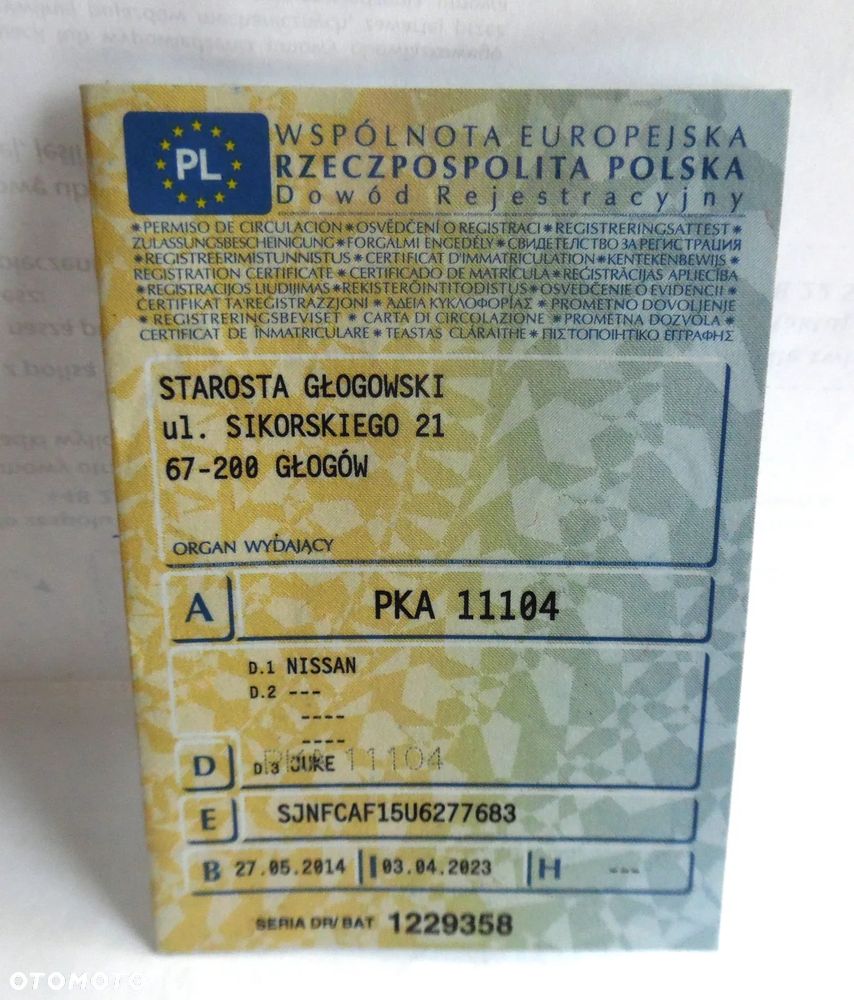 PL
WSPÓLNOTA EUROPEJSKA
RZECZPOSPOLITA POLSKA
Dowód Rejestracyjny
*PERMISO DE CIRCULACIÓN*OSVĚDČENÍ O REGISTRACI*REGISTRERINGSATTEST*
ZULASSUNGSBESCHEINIGUNG*FORGALMI ENGEDÉLY*СВИДЕТЕЛСТВО ЗА РЕГИСТРАЦИЯ
*REGISTREERIMISTUNNISTUS*CERTIFICAT D'IMMATRICULATION*KENTEKENBEWIJS*
REGISTRATION CERTIFICATE*CERTIFICADO DE MATRÍCULA*REĢISTRĀCIJAS APLIECĪBA
*REGISTRACIJOS LIUDIJIMAS*REKISTERÖINTITODISTUS*OSVEDČENIE O EVIDENCII*
ĊERTIFIKAT TA'REĠISTRAZZJONI*ΑΔΕΙΑ ΚΥΚΛΟΦΟΡΙΑΣ*PROMETNO DOVOLJENJE
*REGISTRERINGSBEVISET*CARTA DI CIRCOLAZIONE*PROMETNA DOZVOLA*
CERTIFICAT DE ÎNMATRICULARE*TEASTAS CLÁRAITHE*ΠΙΣΤΟΠΟΙΗΤΙΚΟ ΕΓΓΡΑΦΗΣ
STAROSTA GŁOGOWSKI
ul. SIKORSKIEGO 21
67-200 GŁOGÓW
ORGAN WYDAJĄCY
A PKA 11104
D.1 NISSAN
D.2 ---
----
----
PKA 11104
D D.3 JUKE
E SJNFCAF15U6277683
B 27.05.2014 I 03.04.2023 H ---
SERIA DR/BAT 1229358
OTOMOTO